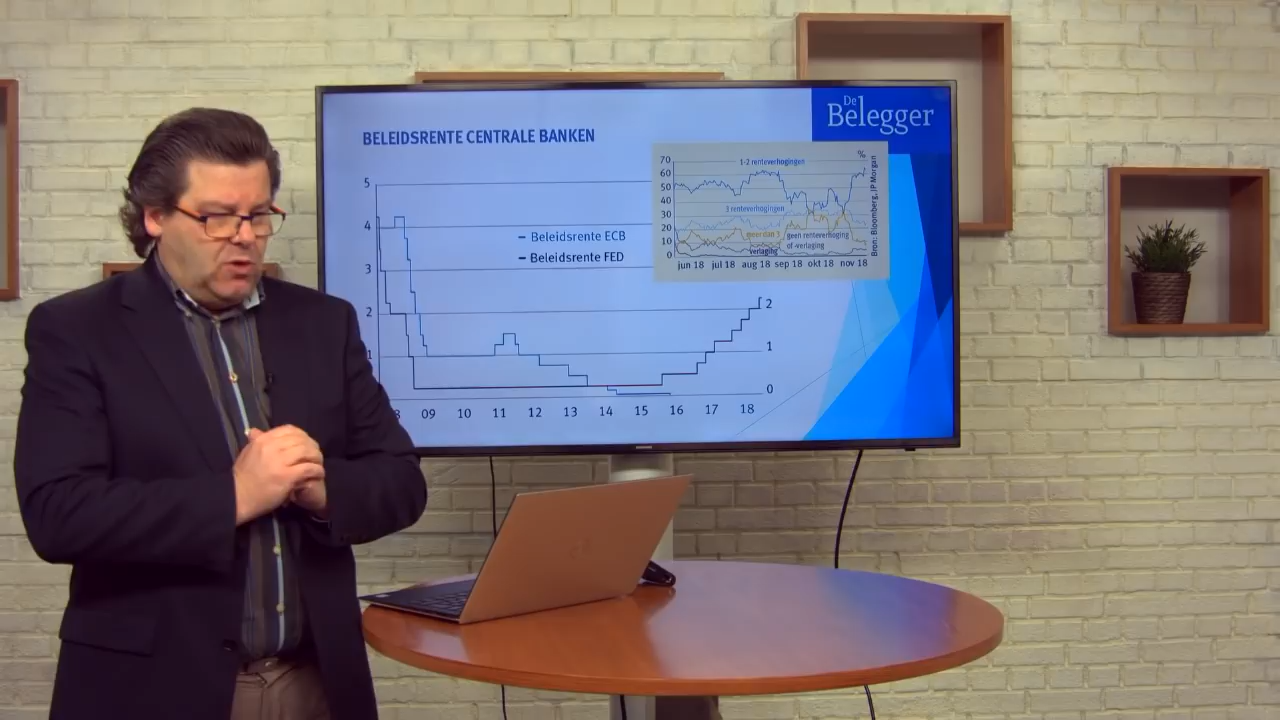 De
Belegger
BELEIDSRENTE CENTRALE BANKEN
5
4
3
2
1
Beleidsrente ECB
Beleidsrente FED
2
1
0
8 09 10 11 12 13 14 15 16 17 18
%
70
60
50
40
30
20
10
0
1-2 renteverhogingen
3 renteverhogingen
meer dan 3
geen renteverhoging
of -verlaging
verlaging
jun 18 jul 18 aug 18 sep 18 okt 18 nov 18
Bron: Bloomberg, JP Morgan